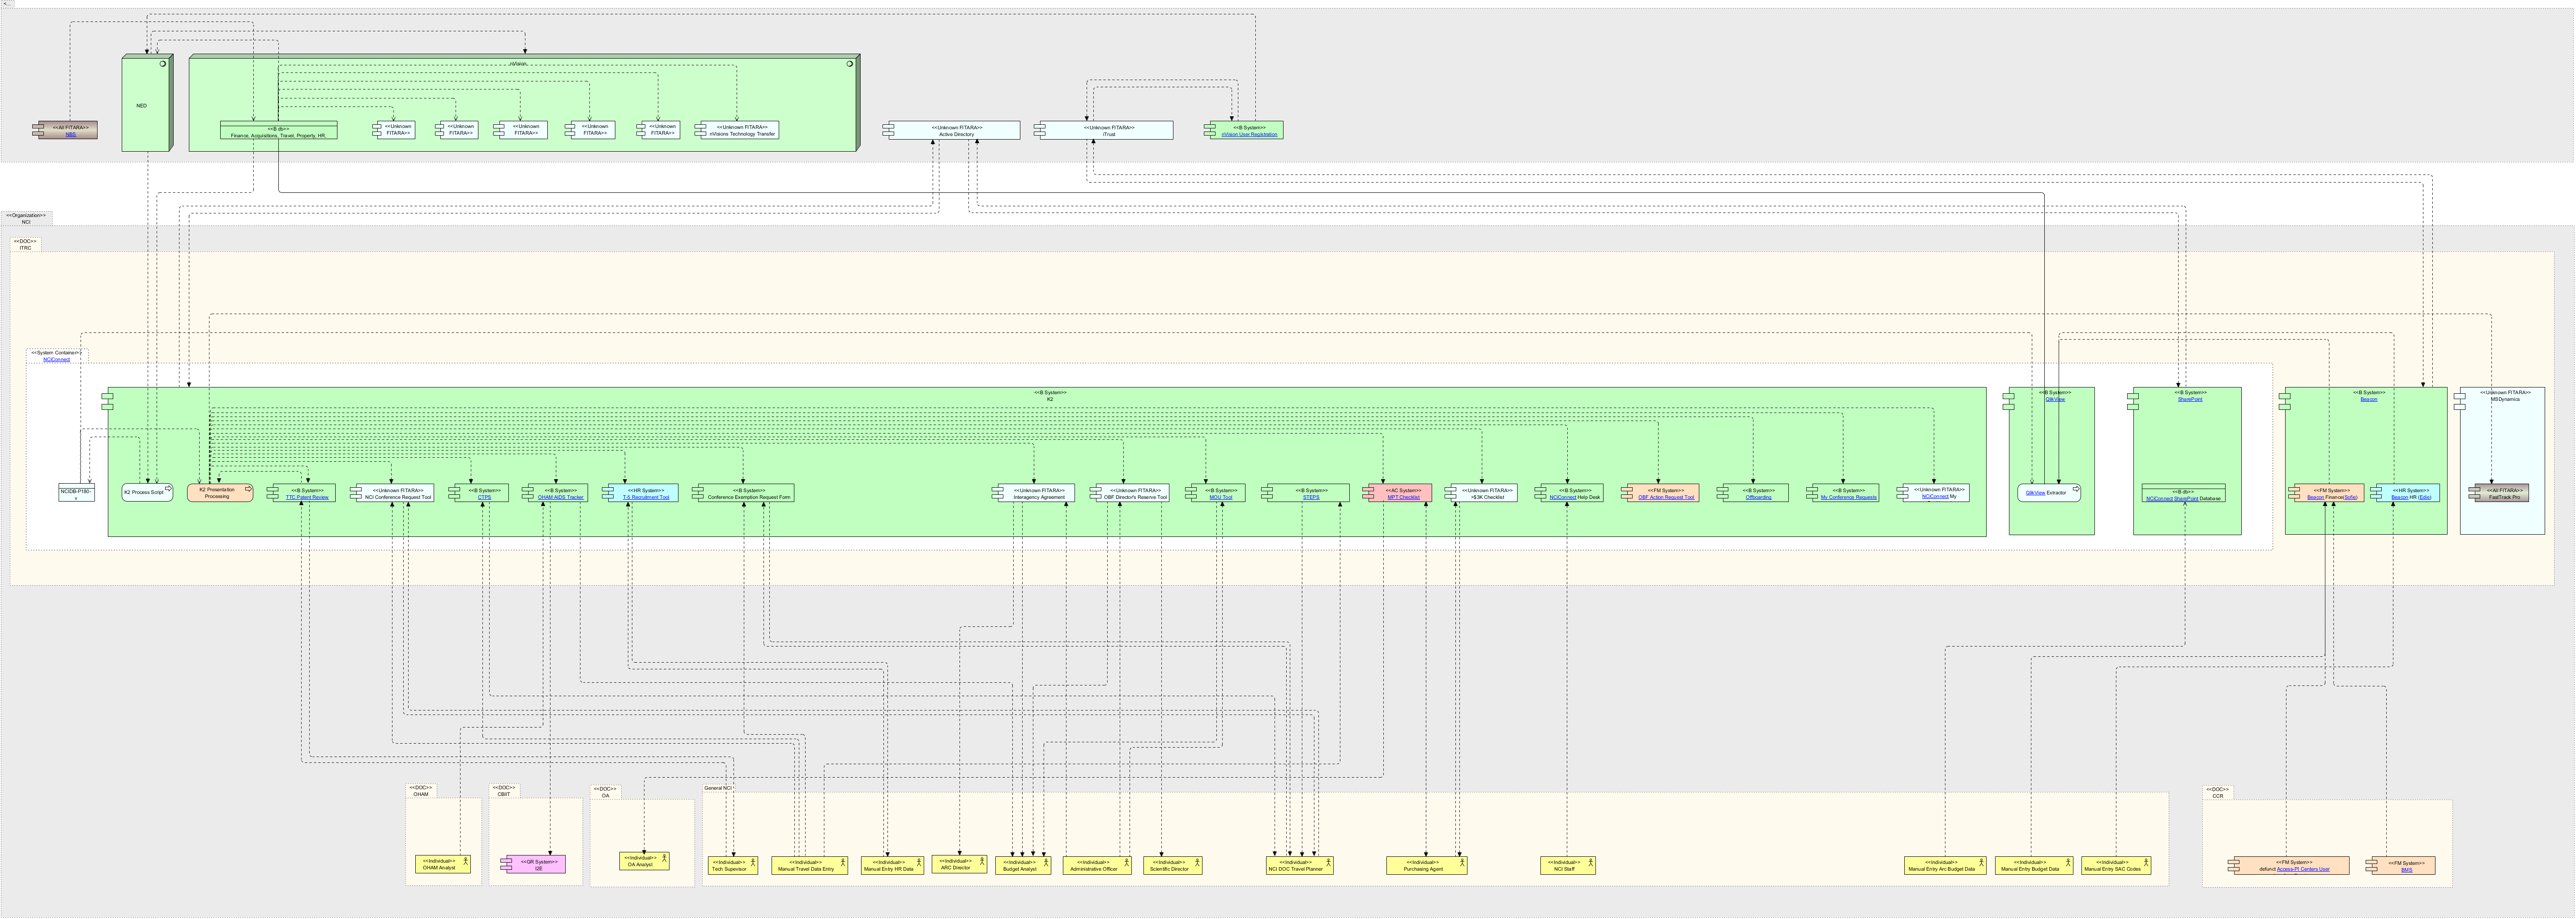 <...
nVision
NED
<<All FITARA>>
NBS
<<B db>>
Finance, Acquisitions, Travel, Property, HR,
<<Unknown
FITARA>>
<<Unknown
FITARA>>
<<Unknown
FITARA>>
<<Unknown
FITARA>>
<<Unknown
FITARA>>
<<Unknown FITARA>>
nVisions Technology Transfer
<<Unknown FITARA>>
Active Directory
<<Unknown FITARA>>
iTrust
<<B System>>
nVision User Registration
<<Organization>>
NCI
<<DOC>>
ITRC
<<System Container>>
NCIConnect
<<B System>>
K2
<<B System>>
QlikView
<<B System>>
SharePoint
<<B System>>
Beacon
<<Unknown FITARA>>
MSDynamics
NCIDB-P180-
v
K2 Process Script
K2 Presentation
Processing
<<B System>>
TTC Patent Review
<<Unknown FITARA>>
NCI Conference Request Tool
<<B System>>
CTPS
<<B System>>
OHAM AIDS Tracker
<<HR System>>
T-5 Recruitment Tool
<<B System>>
Conference Exemption Request Form
<<Unknown FITARA>>
Interagency Agreement
<<Unknown FITARA>>
OBF Director's Reserve Tool
<<B System>>
MOU Tool
<<B System>>
STEPS
<<AC System>>
MPT Checklist
<<Unknown FITARA>>
<$3K Checklist
<<B System>>
NCIConnect Help Desk
<<FM System>>
OBF Action Request Tool
<<B System>>
Offboarding
<<B System>>
My Conference Requests
<<Unknown FITARA>>
NCIConnect My
QlikView Extractor
<<B db>>
NCIConnect SharePoint Database
<<FM System>>
Beacon Finance(Sofie)
<<HR System>>
Beacon HR (Edie)
<<All FITARA>>
FastTrack Pro
<<DOC>>
OHAM
<<DOC>>
CBIIT
<<DOC>>
OA
General NCI
<<DOC>>
CCR
<<Individual>>
OHAM Analyst
<<GR System>>
I2E
<<Individual>>
OA Analyst
<<Individual>>
Tech Supevisor
<<Individual>>
Manual Travel Data Entry
<<Individual>>
Manual Entry HR Data
<<Individual>>
ARC Director
<<Individual>>
Budget Analyst
<<Individual>>
Administrative Officer
<<Individual>>
Scientific Director
<<Individual>>
NCI DOC Travel Planner
<<Individual>>
Purchasing Agent
<<Individual>>
NCI Staff
<<Individual>>
Manual Entry Arc Budget Data
<<Individual>>
Manual Entry Budget Data
<<Individual>>
Manual Entry SAC Codes
<<FM System>>
defunct Access-PI Centera User
<<FM System>>
BMS